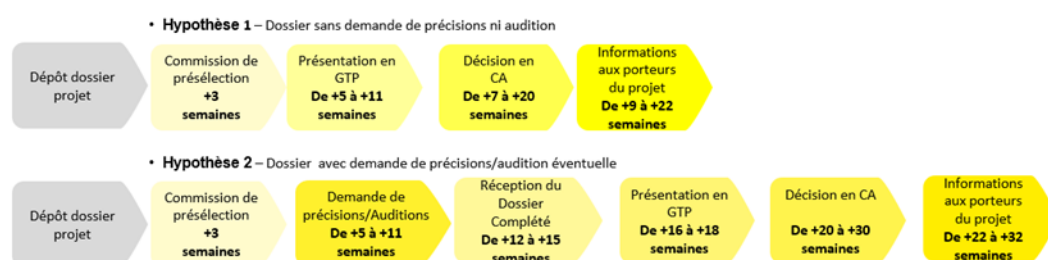 • Hypothèse 1 – Dossier sans demande de précisions ni audition
Dépôt dossier
projet
Commission de
présélection
+3
semaines
Présentation en
GTP
De +5 à +11
semaines
Décision en
CA
De +7 à +20
semaines
Informations
aux porteurs
du projet
De +9 à +22
semaines
• Hypothèse 2 – Dossier avec demande de précisions/audition éventuelle
Dépôt dossier
projet
Commission de
présélection
+3
semaines
Demande de
précisions/Auditions
De +5 à +11
semaines
Réception du
Dossier
Complété
De +12 à +15
semaines
Présentation en
GTP
De +16 à +18
semaines
Décision en CA
De +20 à +30
semaines
Informations
aux porteurs
du projet
De +22 à +32
semaines